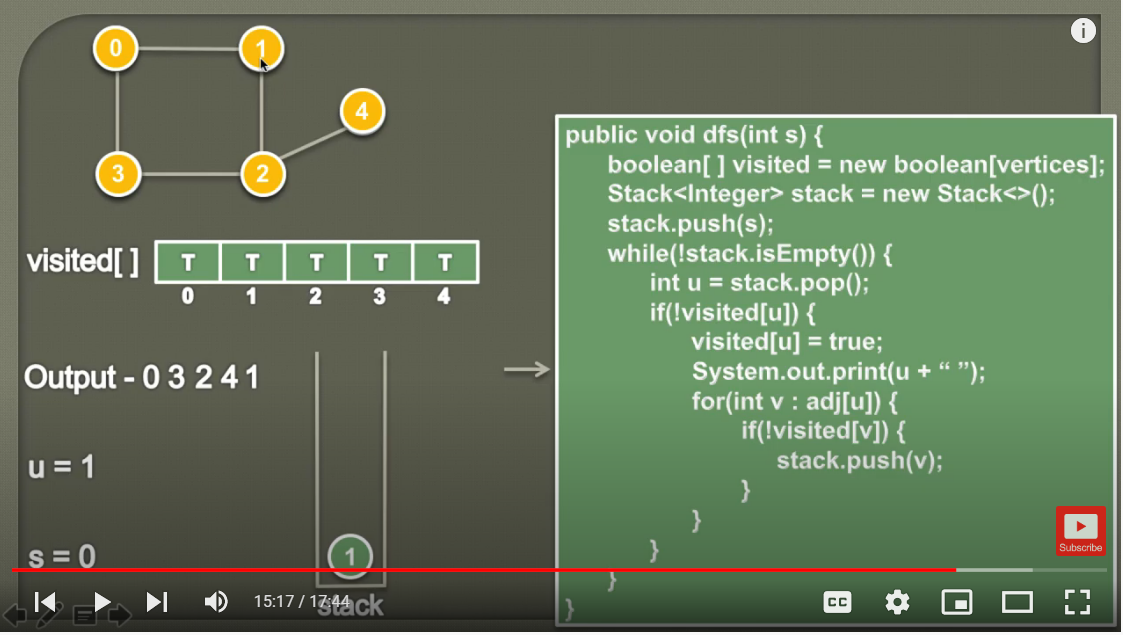 0
1
4
3
2
visited[ ]
T T T T T
0 1 2 3 4
Output - 0 3 2 4 1
u = 1
s = 0
1
stack
public void dfs(int s) {
boolean[ ] visited = new boolean[vertices];
Stack<Integer> stack = new Stack<>();
stack.push(s);
while(!stack.isEmpty()) {
int u = stack.pop();
if(!visited[u]) {
visited[u] = true;
System.out.print(u + “ ”);
for(int v : adj[u]) {
if(!visited[v]) {
stack.push(v);
}
}
}
}
}
i
Subscribe
15:17 / 17:44
CC